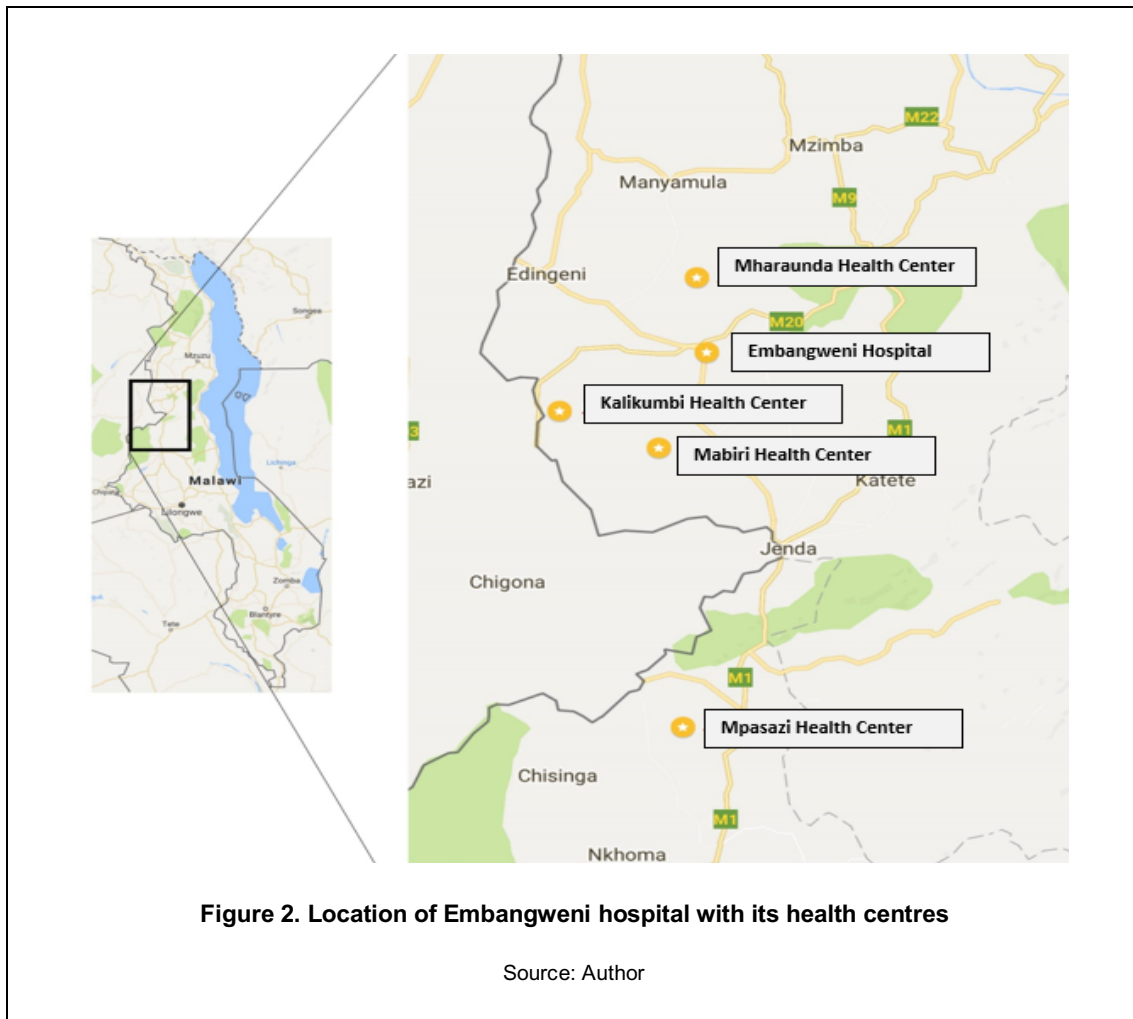 M22
Mzimba
Manyamula
M9
Mharaunda Health Center
Edingeni
M20
Embangweni Hospital
Kalikumbi Health Center
3
M1
Mabiri Health Center
azi
Katete
Jenda
Chigona
M1
Mpasazi Health Center
Chisinga
M1
Nkhoma
Songea
Mzuzu
Lichinga
Malawi
Chipata
Lilongwe
Zomba
Blantyre
Tete
Figure 2. Location of Embangweni hospital with its health centres
Source: Author